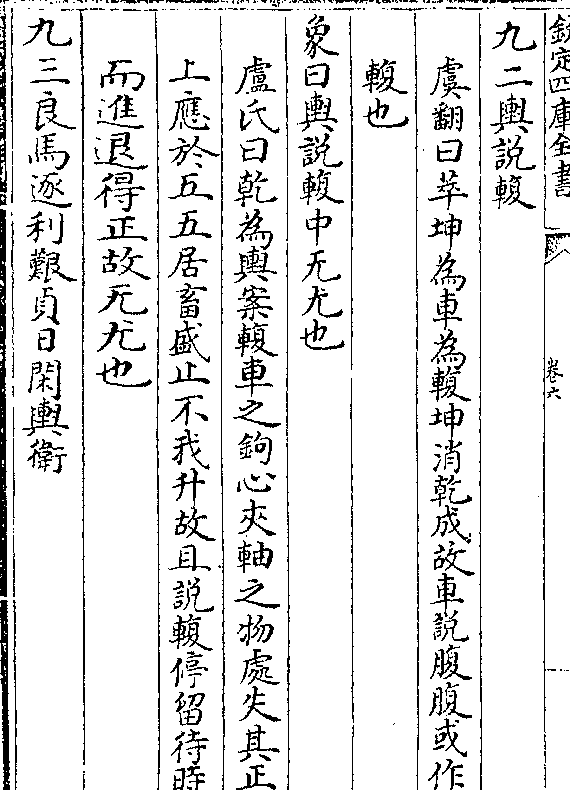 欽定四庫全書
卷六
九二輿説輹
虞翻曰萃坤為車為輹坤消乾成故車説腹腹或作
輹也
象曰輿説輹中无尤也
盧氏曰乾為輿案輹車之鉤心夾軸之物處失其正
上應於五五居畜盛止不我升故且説輹停留待時
而進退得正故无尤也
九三良馬逐利艱貞日閑輿衛